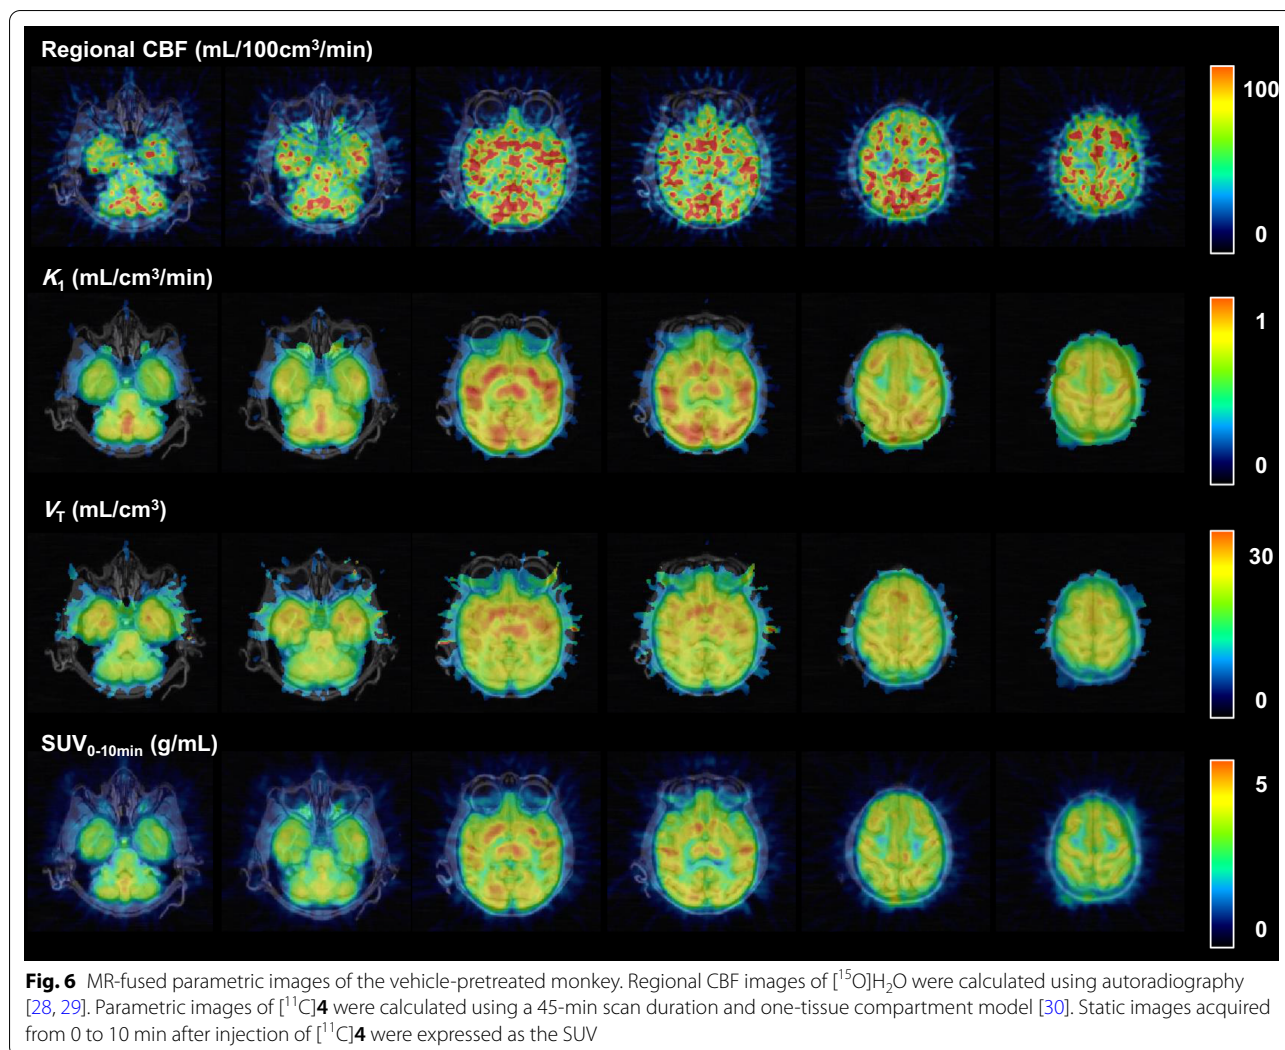 Regional CBF (mL/100cm³/min)
100
0
K₁ (mL/cm³/min)
1
0
V_T (mL/cm³)
30
0
SUV₀₋₁₀ₘᵢₙ (g/mL)
5
0
Fig. 6 MR-fused parametric images of the vehicle-pretreated monkey. Regional CBF images of [¹⁵O]H₂O were calculated using autoradiography
[28, 29]. Parametric images of [¹¹C]4 were calculated using a 45-min scan duration and one-tissue compartment model [30]. Static images acquired
from 0 to 10 min after injection of [¹¹C]4 were expressed as the SUV